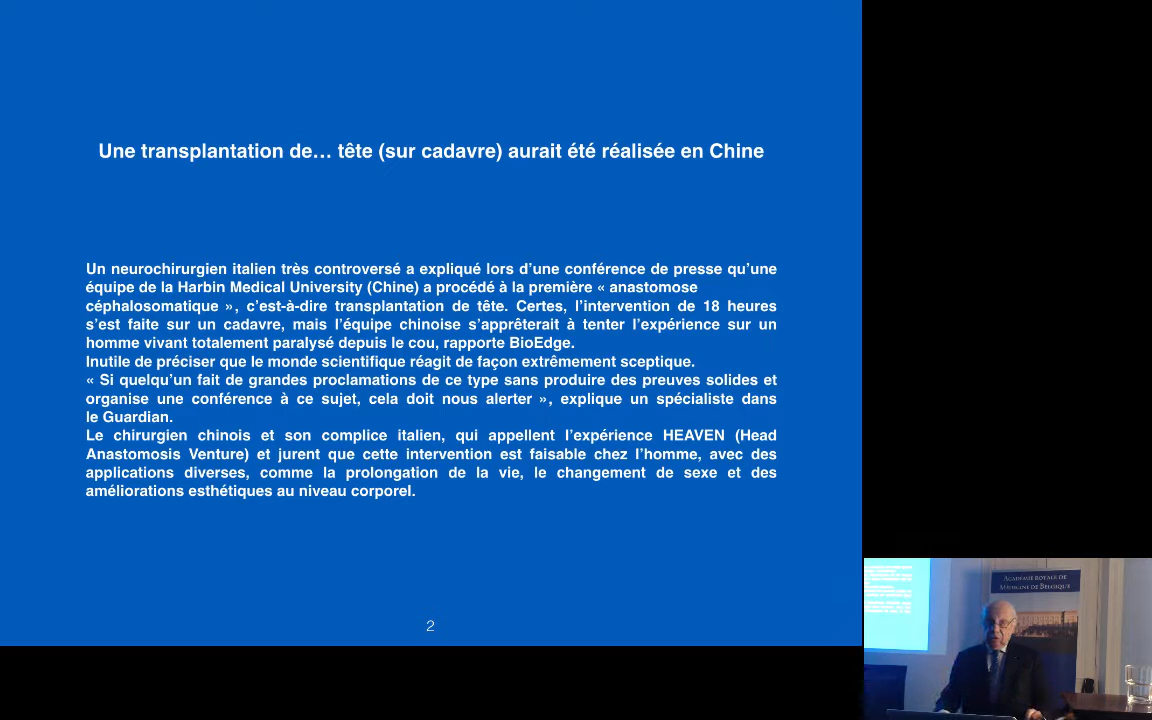 Une transplantation de… tête (sur cadavre) aurait été réalisée en Chine
Un neurochirurgien italien très controversé a expliqué lors d’une conférence de presse qu’une
équipe de la Harbin Medical University (Chine) a procédé à la première « anastomose
céphalosomatique », c’est-à-dire transplantation de tête. Certes, l’intervention de 18 heures
s’est faite sur un cadavre, mais l’équipe chinoise s’apprêterait à tenter l’expérience sur un
homme vivant totalement paralysé depuis le cou, rapporte BioEdge.
Inutile de préciser que le monde scientifique réagit de façon extrêmement sceptique.
« Si quelqu’un fait de grandes proclamations de ce type sans produire des preuves solides et
organise une conférence à ce sujet, cela doit nous alerter », explique un spécialiste dans
le Guardian.
Le chirurgien chinois et son complice italien, qui appellent l’expérience HEAVEN (Head
Anastomosis Venture) et jurent que cette intervention est faisable chez l’homme, avec des
applications diverses, comme la prolongation de la vie, le changement de sexe et des
améliorations esthétiques au niveau corporel.
2
ACADÉMIE ROYALE DE
MÉDECINE DE BELGIQUE